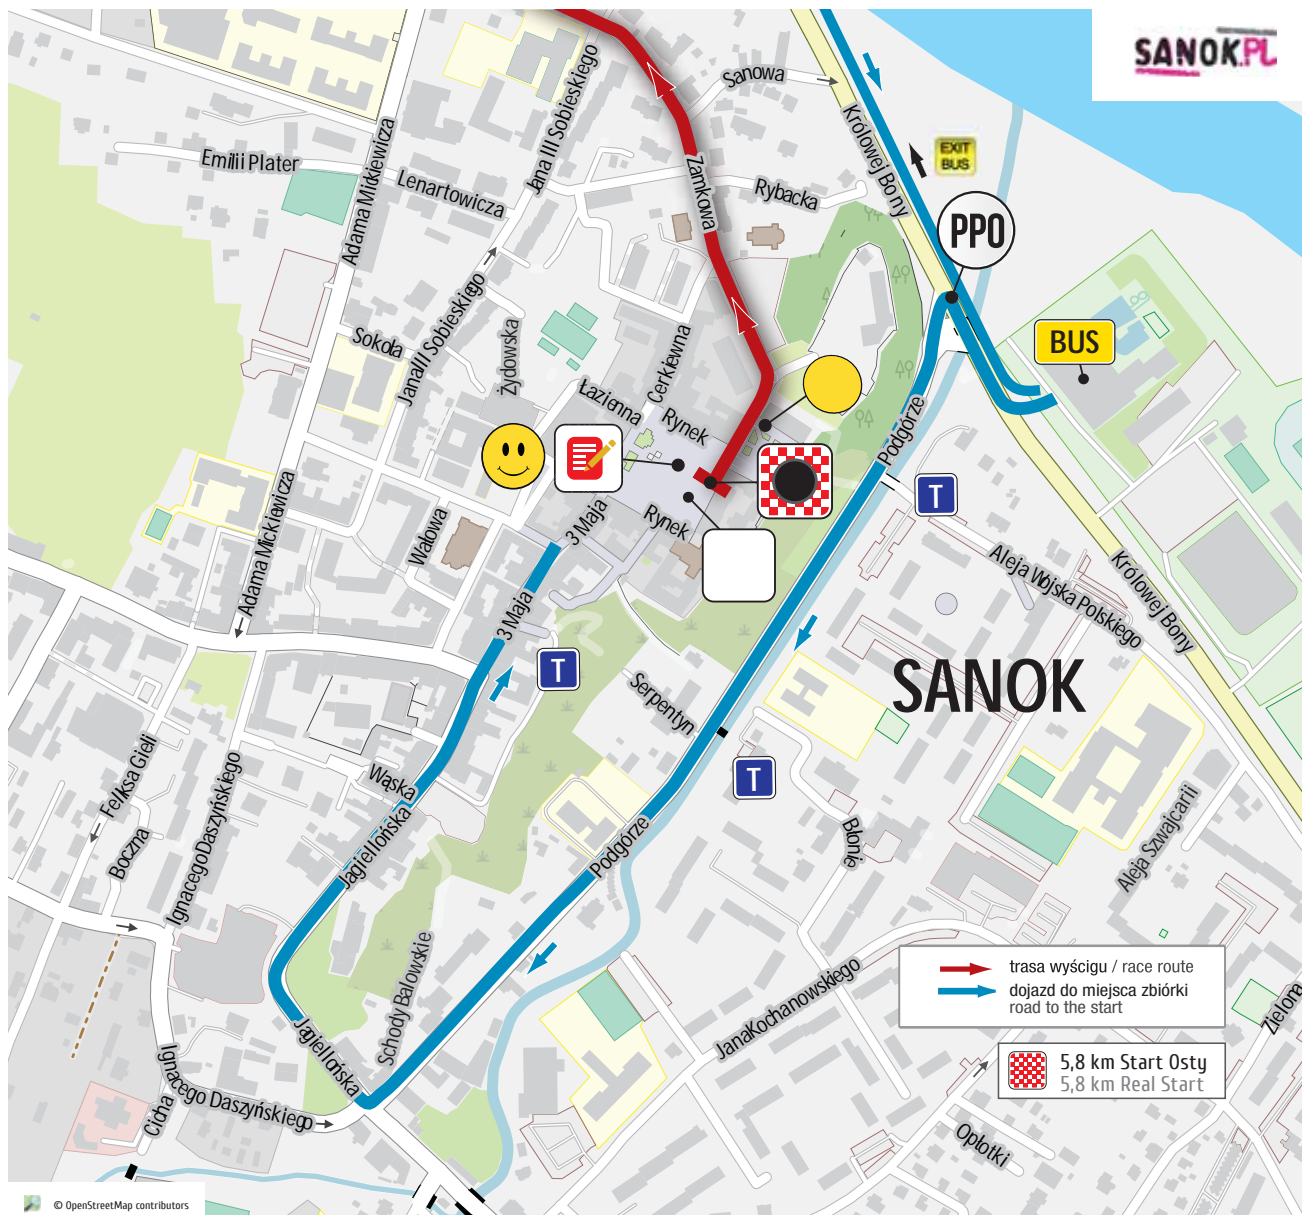 SANOK.PL
Sanowa
Królowej Bony
EXIT
BUS
Jana III Sobieskiego
Adama Mickiewicza
Emilii Plater
Lenartowicza
Zamkowa
Rybacka
PPO
BUS
Jana III Sobieskiego
Sokoła
Żydowska
Cerkiewna
Łazienna
Rynek
Podgórze
T
Adama Mickiewicza
Wałowa
3 Maja
Rynek
Aleja Wojska Polskiego
Królowej Bony
3 Maja
T
SANOK
Serpentyn
T
Feliksa Gieli
Ignacego Daszyńskiego
Wąska
Boczna
Jagiellońska
Podgórze
Błonie
Aleja Szwajcarii
Schody Balowskie
Jana Kochanowskiego
trasa wyścigu / race route
dojazd do miejsca zbiórki
road to the start
Zielona
Jagiellońska
5,8 km Start Ostry
5,8 km Real Start
Ignacego Daszyńskiego
Cicha
Opłotki
© OpenStreetMap contributors